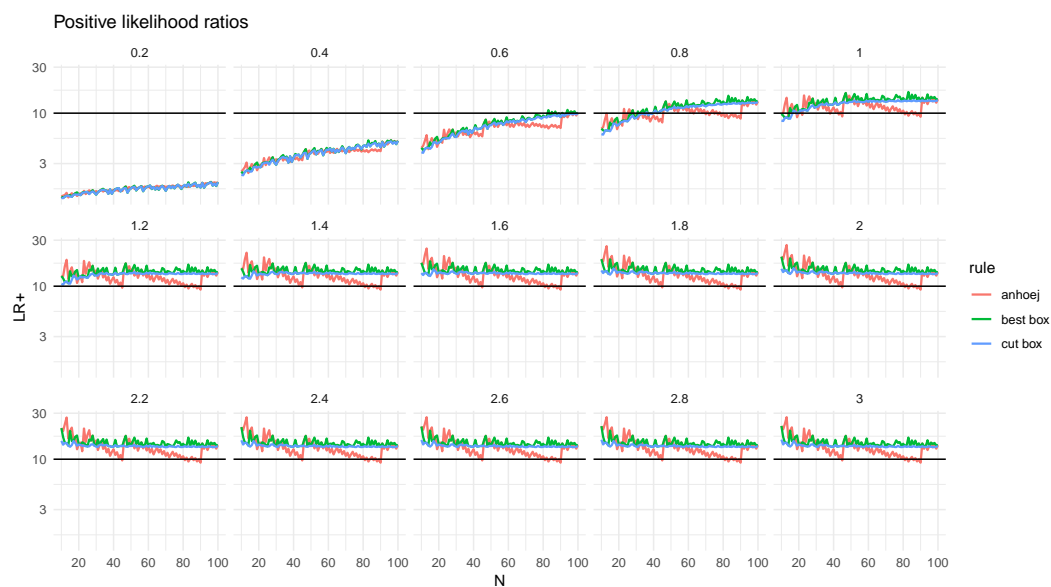 Positive likelihood ratios
0.2 0.4 0.6 0.8 1
30
10
3
1.2 1.4 1.6 1.8 2
30
10
3
2.2 2.4 2.6 2.8 3
30
10
3
20 40 60 80 100 20 40 60 80 100 20 40 60 80 100 20 40 60 80 100 20 40 60 80 100
N
LR+
rule
anhoej
best box
cut box